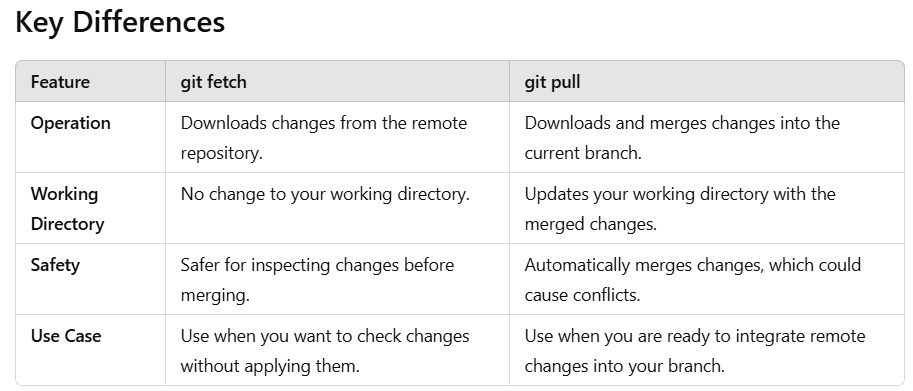 Key Differences
Feature git fetch git pull
Operation Downloads changes from the remote Downloads and merges changes into the
repository. current branch.
Working No change to your working directory. Updates your working directory with the
Directory merged changes.
Safety Safer for inspecting changes before Automatically merges changes, which could
merging. cause conflicts.
Use Case Use when you want to check changes Use when you are ready to integrate remote
without applying them. changes into your branch.